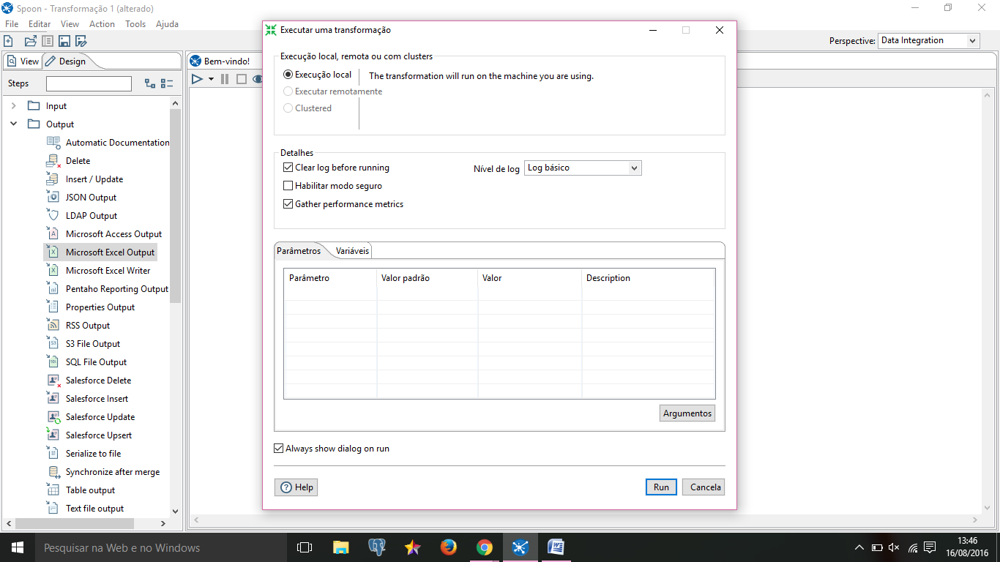 Spoon - Transformação 1 (alterado)
File Editar View Action Tools Ajuda
Perspective: Data Integration
View Design
Steps
Input
Output
Automatic Documentation
Delete
Insert / Update
JSON Output
LDAP Output
Microsoft Access Output
Microsoft Excel Output
Microsoft Excel Writer
Pentaho Reporting Output
Properties Output
RSS Output
S3 File Output
SQL File Output
Salesforce Delete
Salesforce Insert
Salesforce Update
Salesforce Upsert
Serialize to file
Synchronize after merge
Table output
Text file output
Bem-vindo!
Executar uma transformação
Execução local, remota ou com clusters
Execução local The transformation will run on the machine you are using.
Executar remotamente
Clustered
Detalhes
Clear log before running Nível de log Log básico
Habilitar modo seguro
Gather performance metrics
Parâmetros Variáveis
Parâmetro Valor padrão Valor Description
Argumentos
Always show dialog on run
Help Run Cancela
Pesquisar na Web e no Windows
13:46
16/08/2016